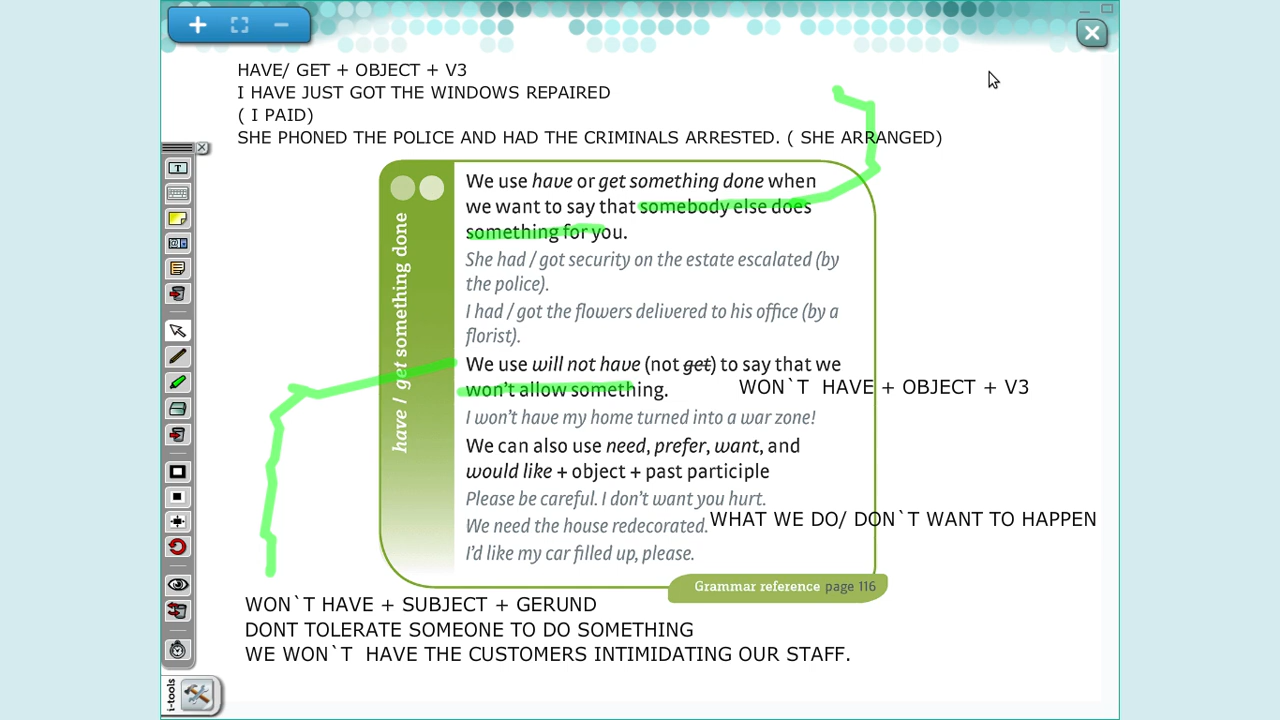 HAVE/ GET + OBJECT + V3
I HAVE JUST GOT THE WINDOWS REPAIRED
( I PAID)
SHE PHONED THE POLICE AND HAD THE CRIMINALS ARRESTED. ( SHE ARRANGED)
have / get something done
We use have or get something done when
we want to say that somebody else does
something for you.
She had / got security on the estate escalated (by
the police).
I had / got the flowers delivered to his office (by a
florist).
We use will not have (not get) to say that we
won't allow something.
WON`T HAVE + OBJECT + V3
I won't have my home turned into a war zone!
We can also use need, prefer, want, and
would like + object + past participle
Please be careful. I don't want you hurt.
We need the house redecorated.
WHAT WE DO/ DON`T WANT TO HAPPEN
I'd like my car filled up, please.
Grammar reference page 116
WON`T HAVE + SUBJECT + GERUND
DONT TOLERATE SOMEONE TO DO SOMETHING
WE WON`T HAVE THE CUSTOMERS INTIMIDATING OUR STAFF.
i-tools